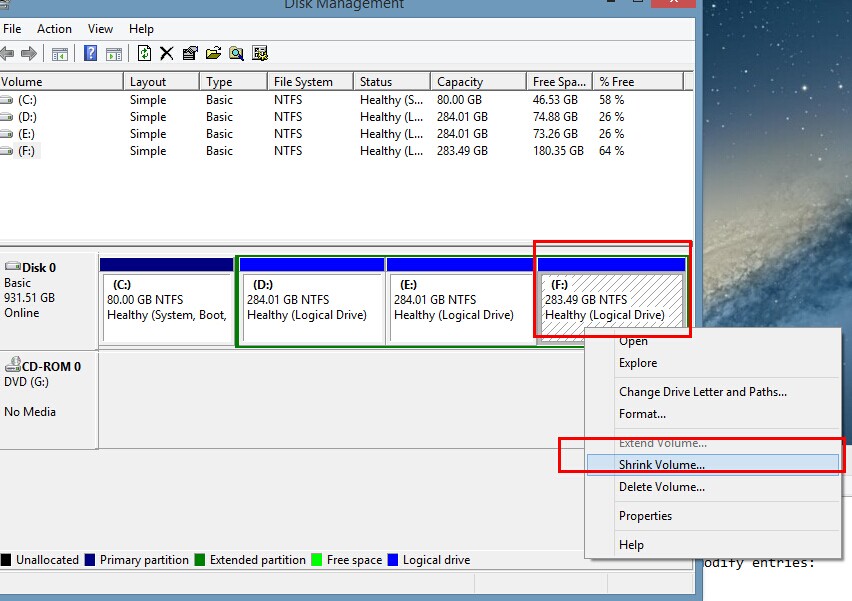 Disk Management
File Action View Help
Volume Layout Type File System Status Capacity Free Spa... % Free
(C:) Simple Basic NTFS Healthy (S... 80.00 GB 46.53 GB 58 %
(D:) Simple Basic NTFS Healthy (L... 284.01 GB 74.88 GB 26 %
(E:) Simple Basic NTFS Healthy (L... 284.01 GB 73.26 GB 26 %
(F:) Simple Basic NTFS Healthy (L... 283.49 GB 180.35 GB 64 %
Disk 0
Basic
931.51 GB
Online
(C:)
80.00 GB NTFS
Healthy (System, Boot,
(D:)
284.01 GB NTFS
Healthy (Logical Drive)
(E:)
284.01 GB NTFS
Healthy (Logical Drive)
(F:)
283.49 GB NTFS
Healthy (Logical Drive)
CD-ROM 0
DVD (G:)
No Media
Open
Explore
Change Drive Letter and Paths...
Format...
Extend Volume...
Shrink Volume...
Delete Volume...
Properties
Help
Unallocated Primary partition Extended partition Free space Logical drive
odify entries: